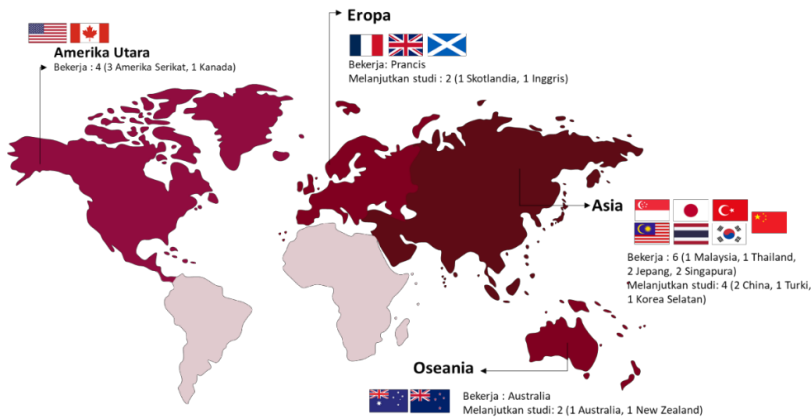 Amerika Utara
Bekerja : 4 (3 Amerika Serikat, 1 Kanada)
Eropa
Bekerja: Prancis
Melanjutkan studi : 2 (1 Skotlandia, 1 Inggris)
Asia
Bekerja : 6 (1 Malaysia, 1 Thailand,
2 Jepang, 2 Singapura)
Melanjutkan studi: 4 (2 China, 1 Turki,
1 Korea Selatan)
Oseania
Bekerja : Australia
Melanjutkan studi: 2 (1 Australia, 1 New Zealand)